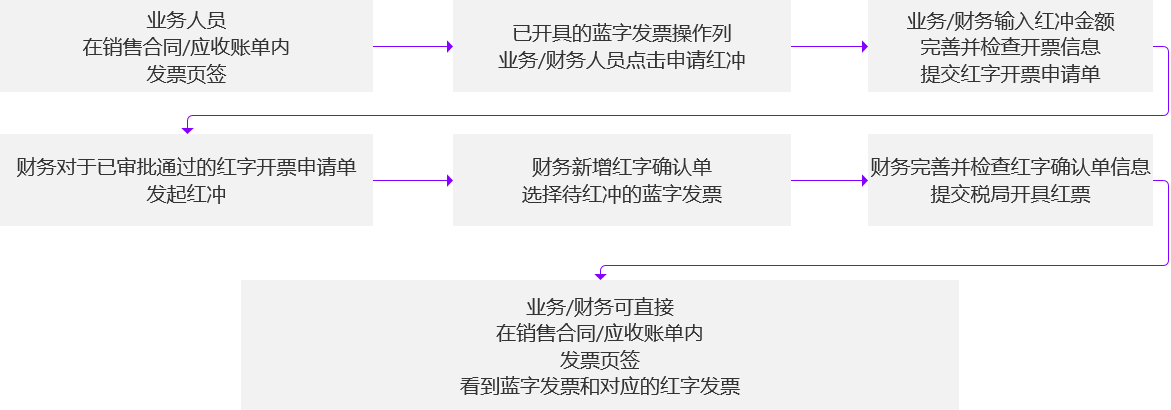 业务人员
在销售合同/应收账单内
发票页签
已开具的蓝字发票操作列
业务/财务人员点击申请红冲
业务/财务输入红冲金额
完善并检查开票信息
提交红字开票申请单
财务对于已审批通过的红字开票申请单
发起红冲
财务新增红字确认单
选择待红冲的蓝字发票
财务完善并检查红字确认单信息
提交税局开具红票
业务/财务可直接
在销售合同/应收账单内
发票页签
看到蓝字发票和对应的红字发票